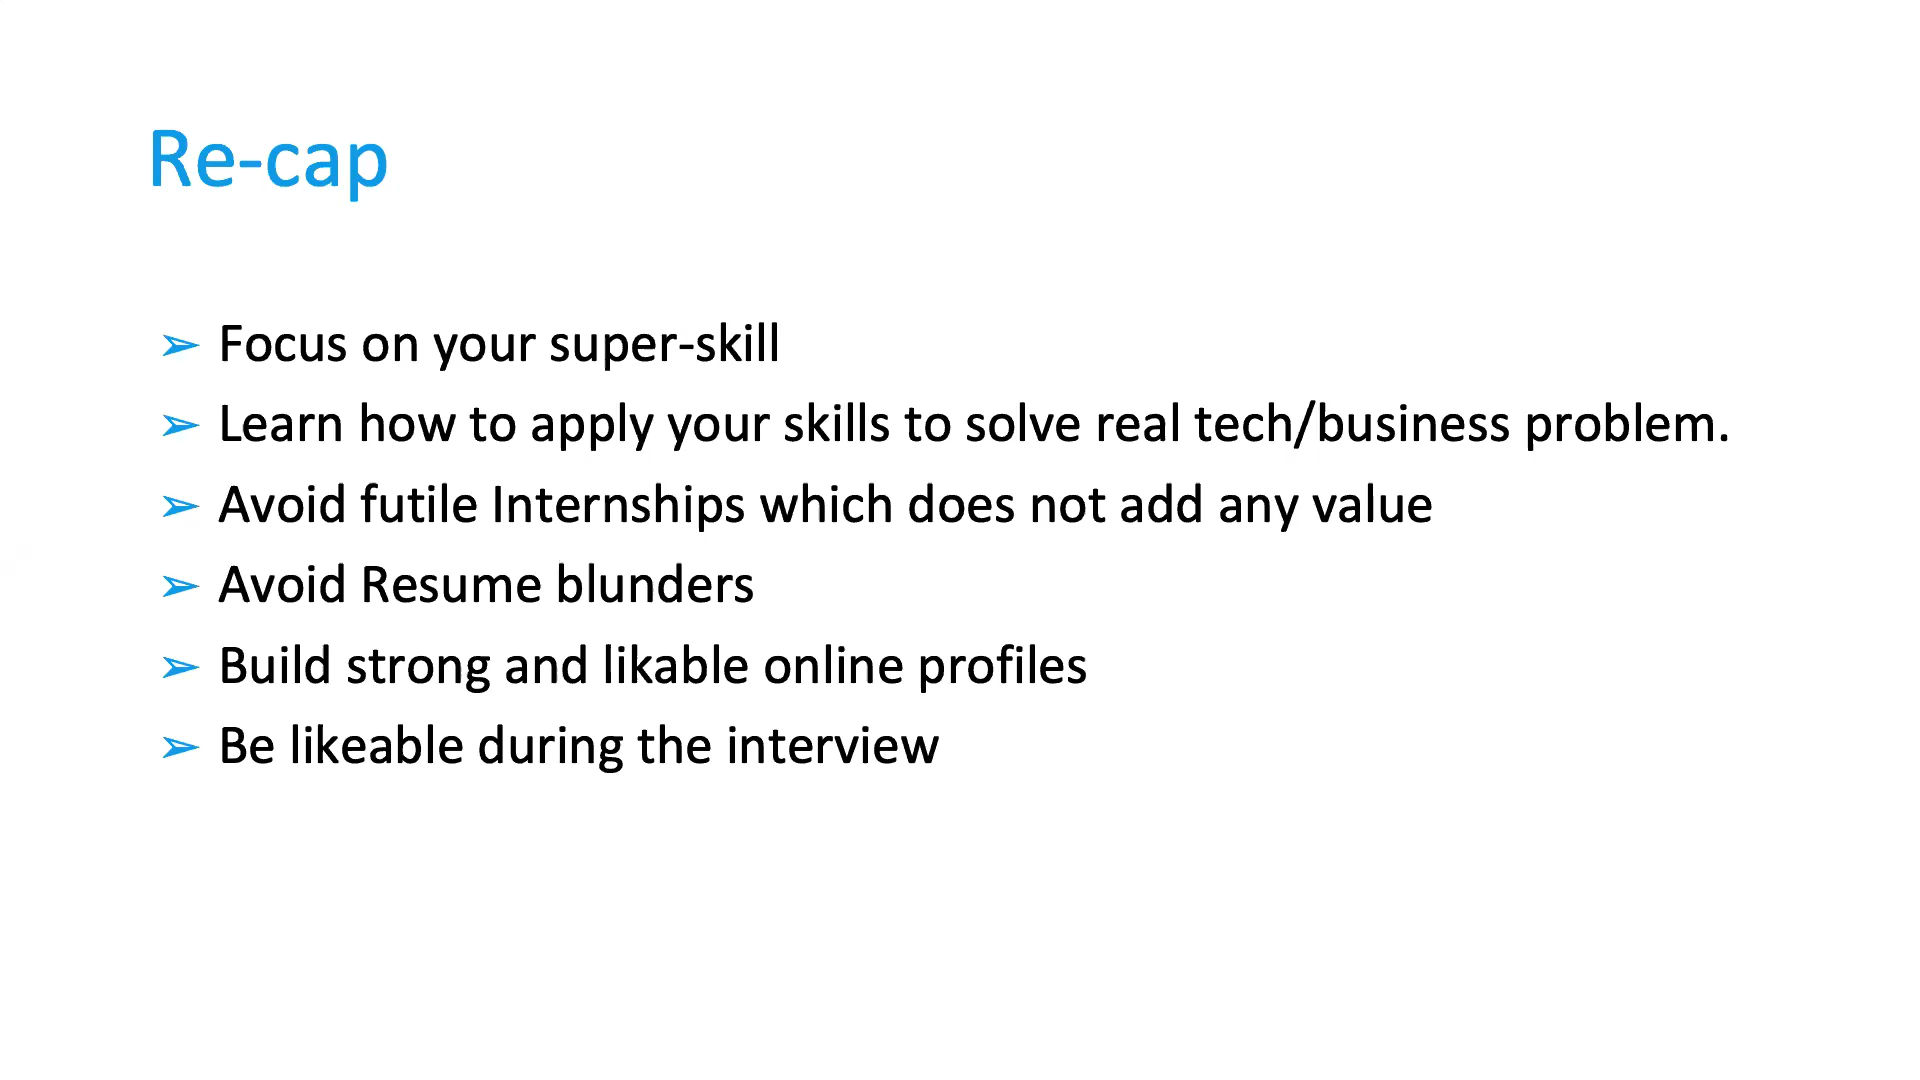 Re-cap
➢ Focus on your super-skill
➢ Learn how to apply your skills to solve real tech/business problem.
➢ Avoid futile Internships which does not add any value
➢ Avoid Resume blunders
➢ Build strong and likable online profiles
➢ Be likeable during the interview